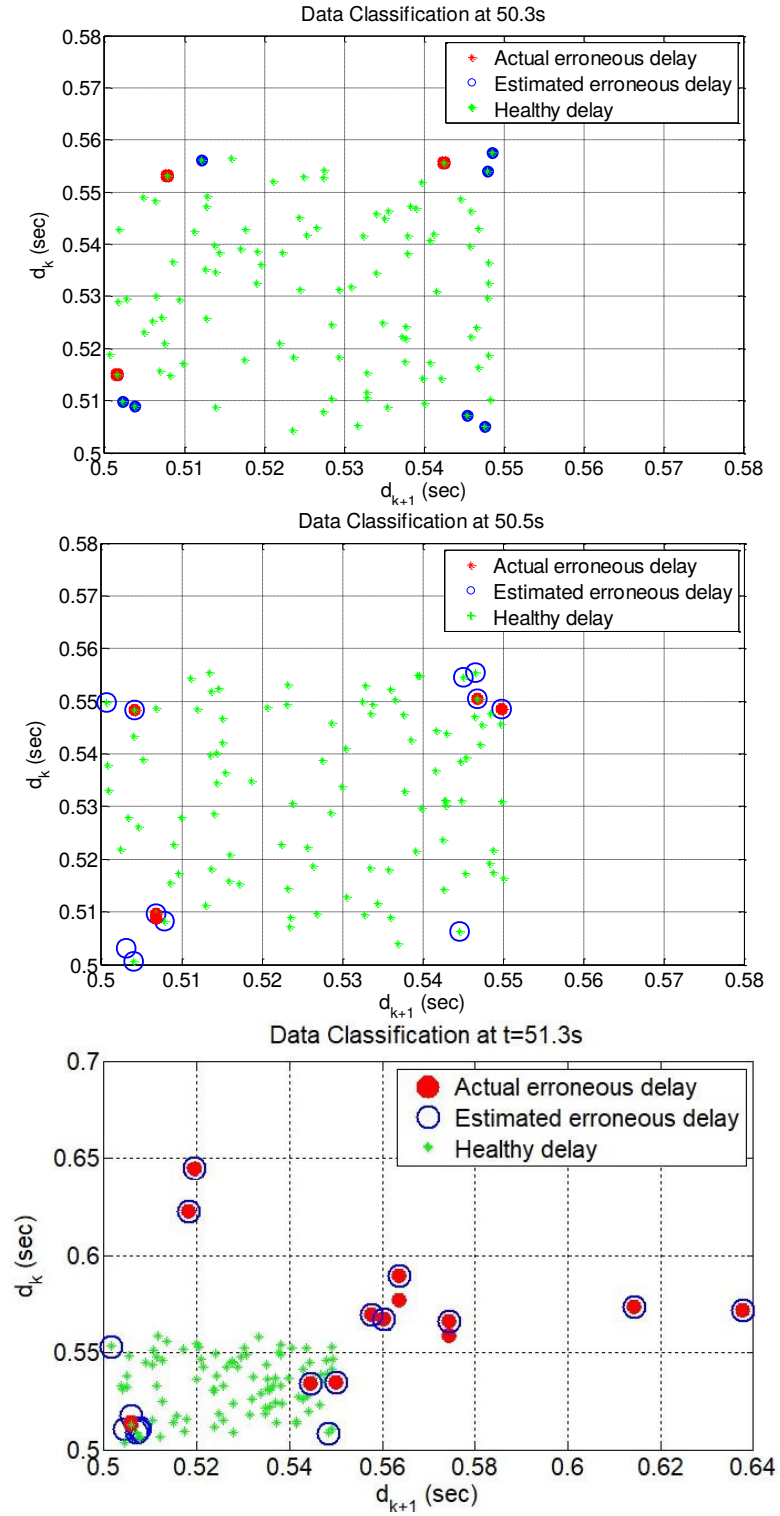 Data Classification at 50.3s
0.58
0.57
0.56
0.55
0.54
0.53
0.52
0.51
0.5
d_k (sec)
Actual erroneous delay
Estimated erroneous delay
Healthy delay
0.5 0.51 0.52 0.53 0.54 0.55 0.56 0.57 0.58
d_{k+1} (sec)
Data Classification at 50.5s
0.58
0.57
0.56
0.55
0.54
0.53
0.52
0.51
0.5
d_k (sec)
Actual erroneous delay
Estimated erroneous delay
Healthy delay
0.5 0.51 0.52 0.53 0.54 0.55 0.56 0.57 0.58
d_{k+1} (sec)
Data Classification at t=51.3s
0.7
0.65
0.6
0.55
0.5
d_k (sec)
Actual erroneous delay
Estimated erroneous delay
Healthy delay
0.5 0.52 0.54 0.56 0.58 0.6 0.62 0.64
d_{k+1} (sec)